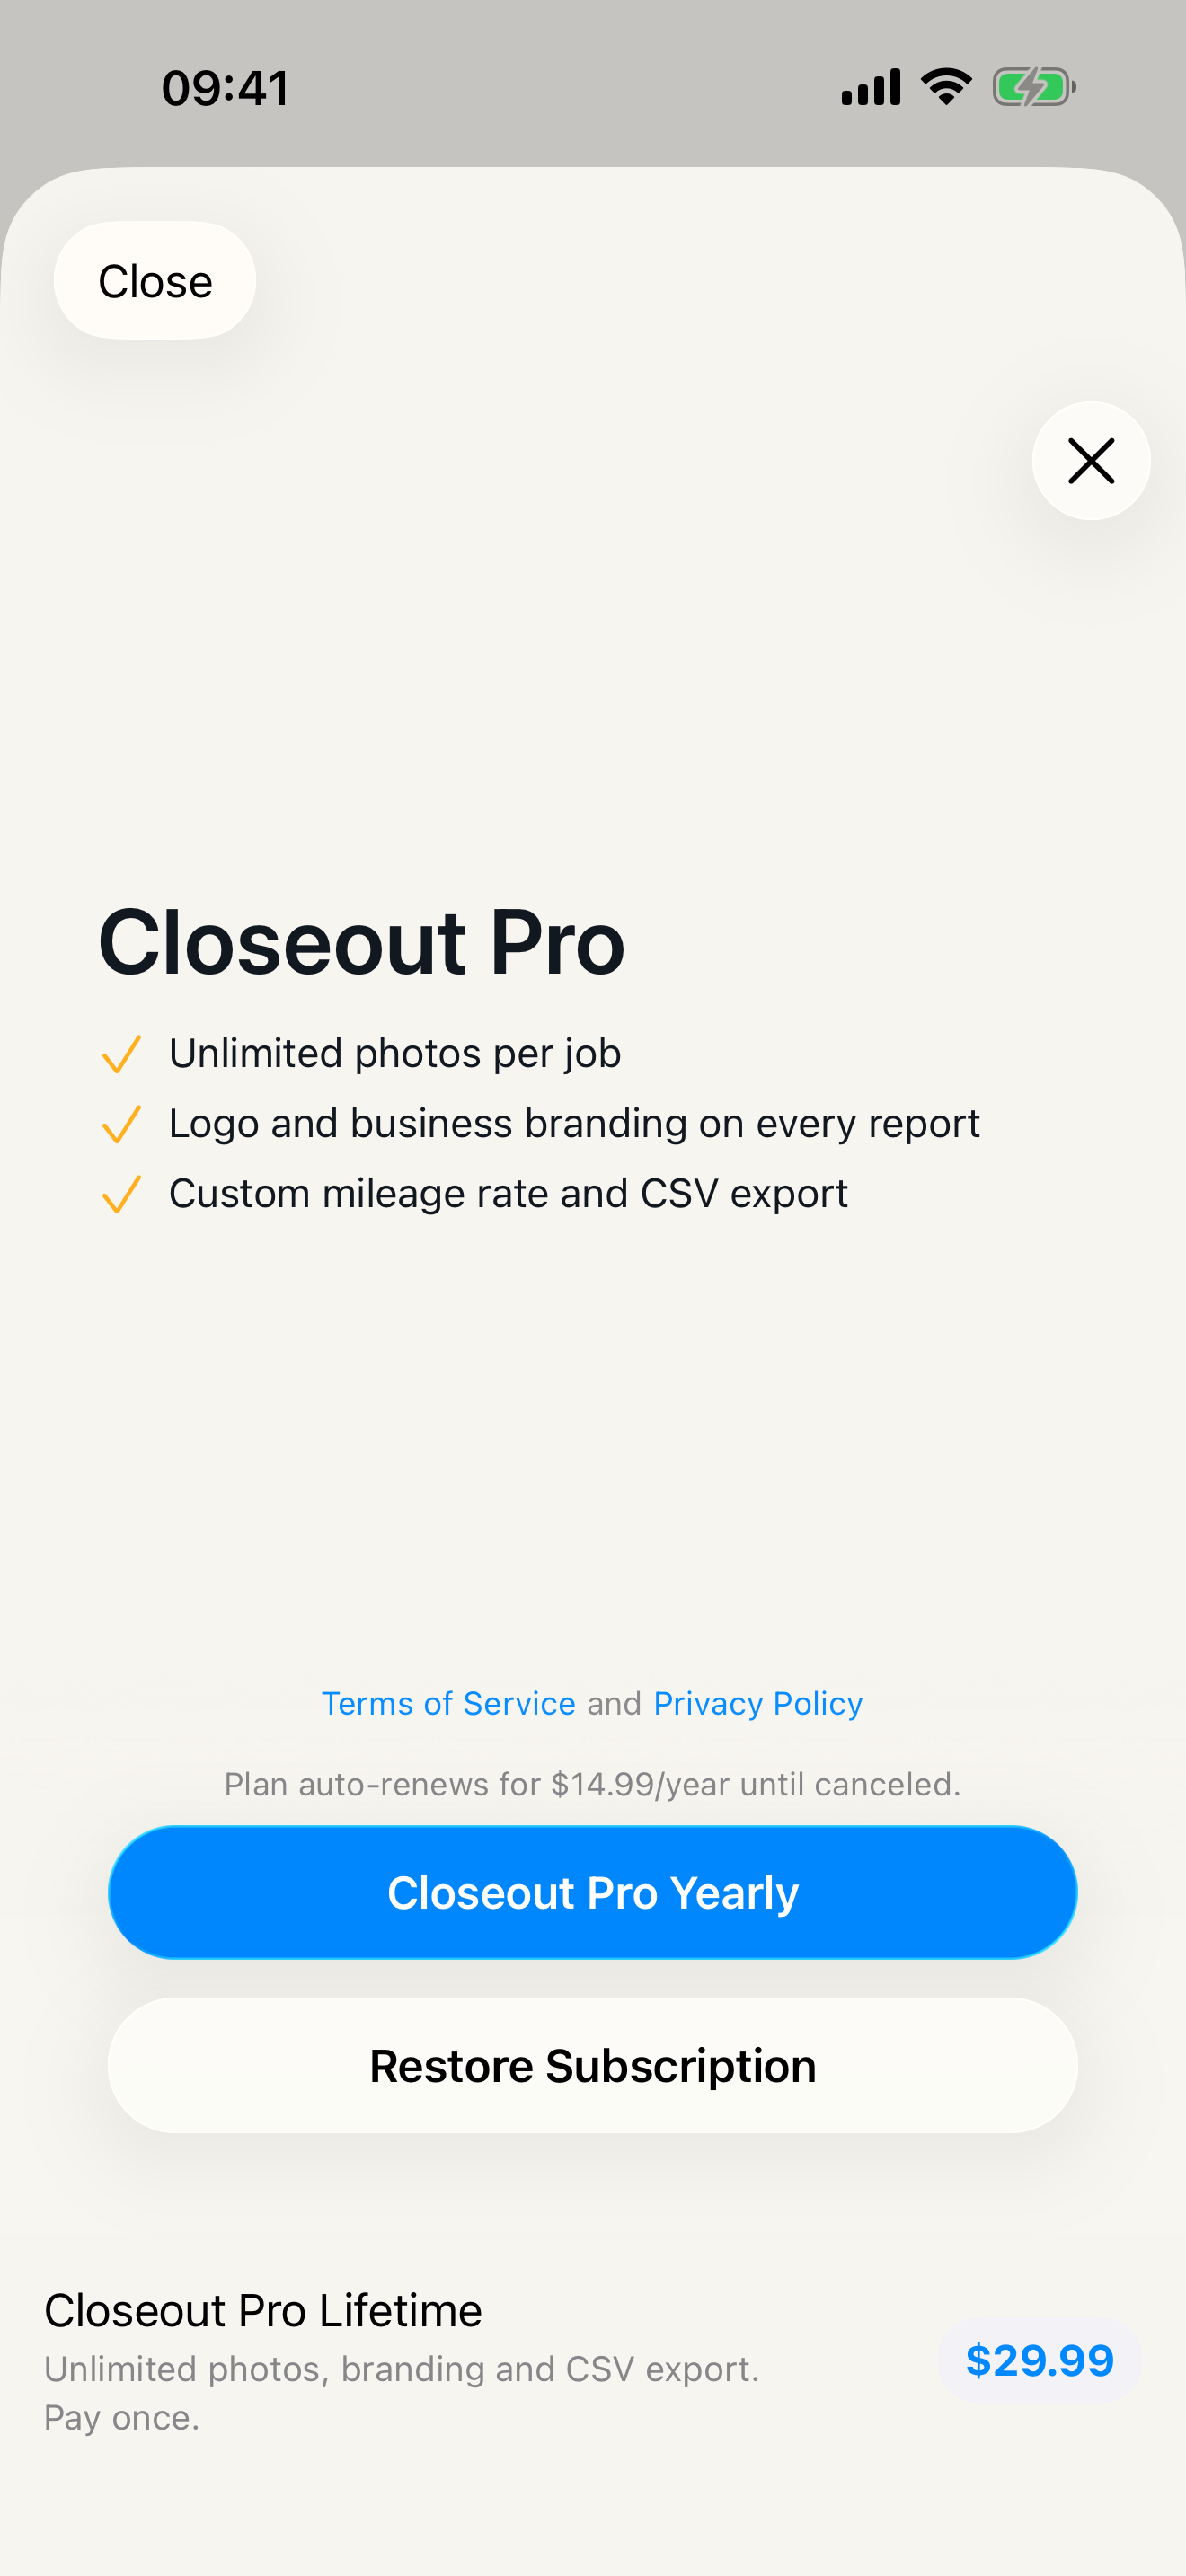 09:41
Close
Closeout Pro
Unlimited photos per job
Logo and business branding on every report
Custom mileage rate and CSV export
Terms of Service and Privacy Policy
Plan auto-renews for $14.99/year until canceled.
Closeout Pro Yearly
Restore Subscription
Closeout Pro Lifetime
Unlimited photos, branding and CSV export.
Pay once.
$29.99